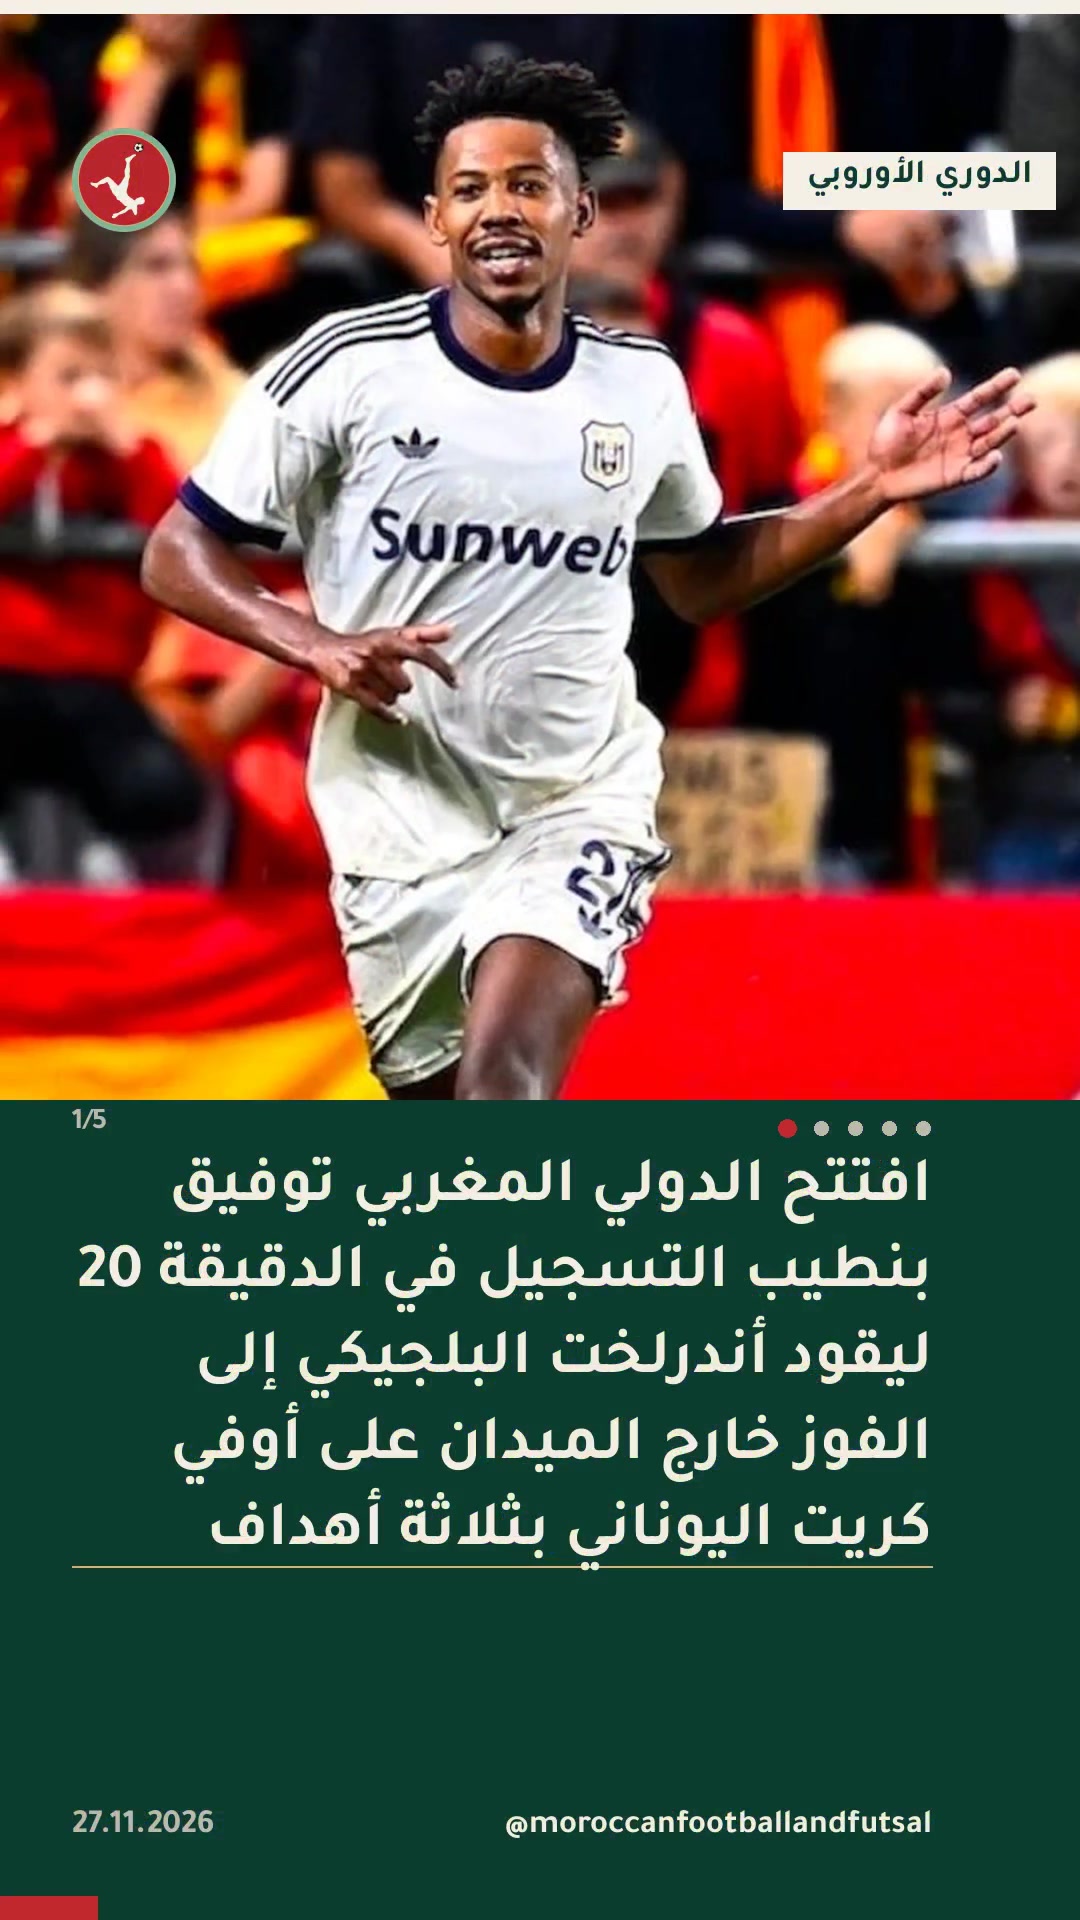 الدوري الأوروبي
Sunweb
27
1/5
افتتح الدولي المغربي توفيق
بنطيب التسجيل في الدقيقة 20
ليقود أندرلخت البلجيكي إلى
الفوز خارج الميدان على أوفي
كريت اليوناني بثلاثة أهداف
27.11.2026
@moroccanfootballandfutsal